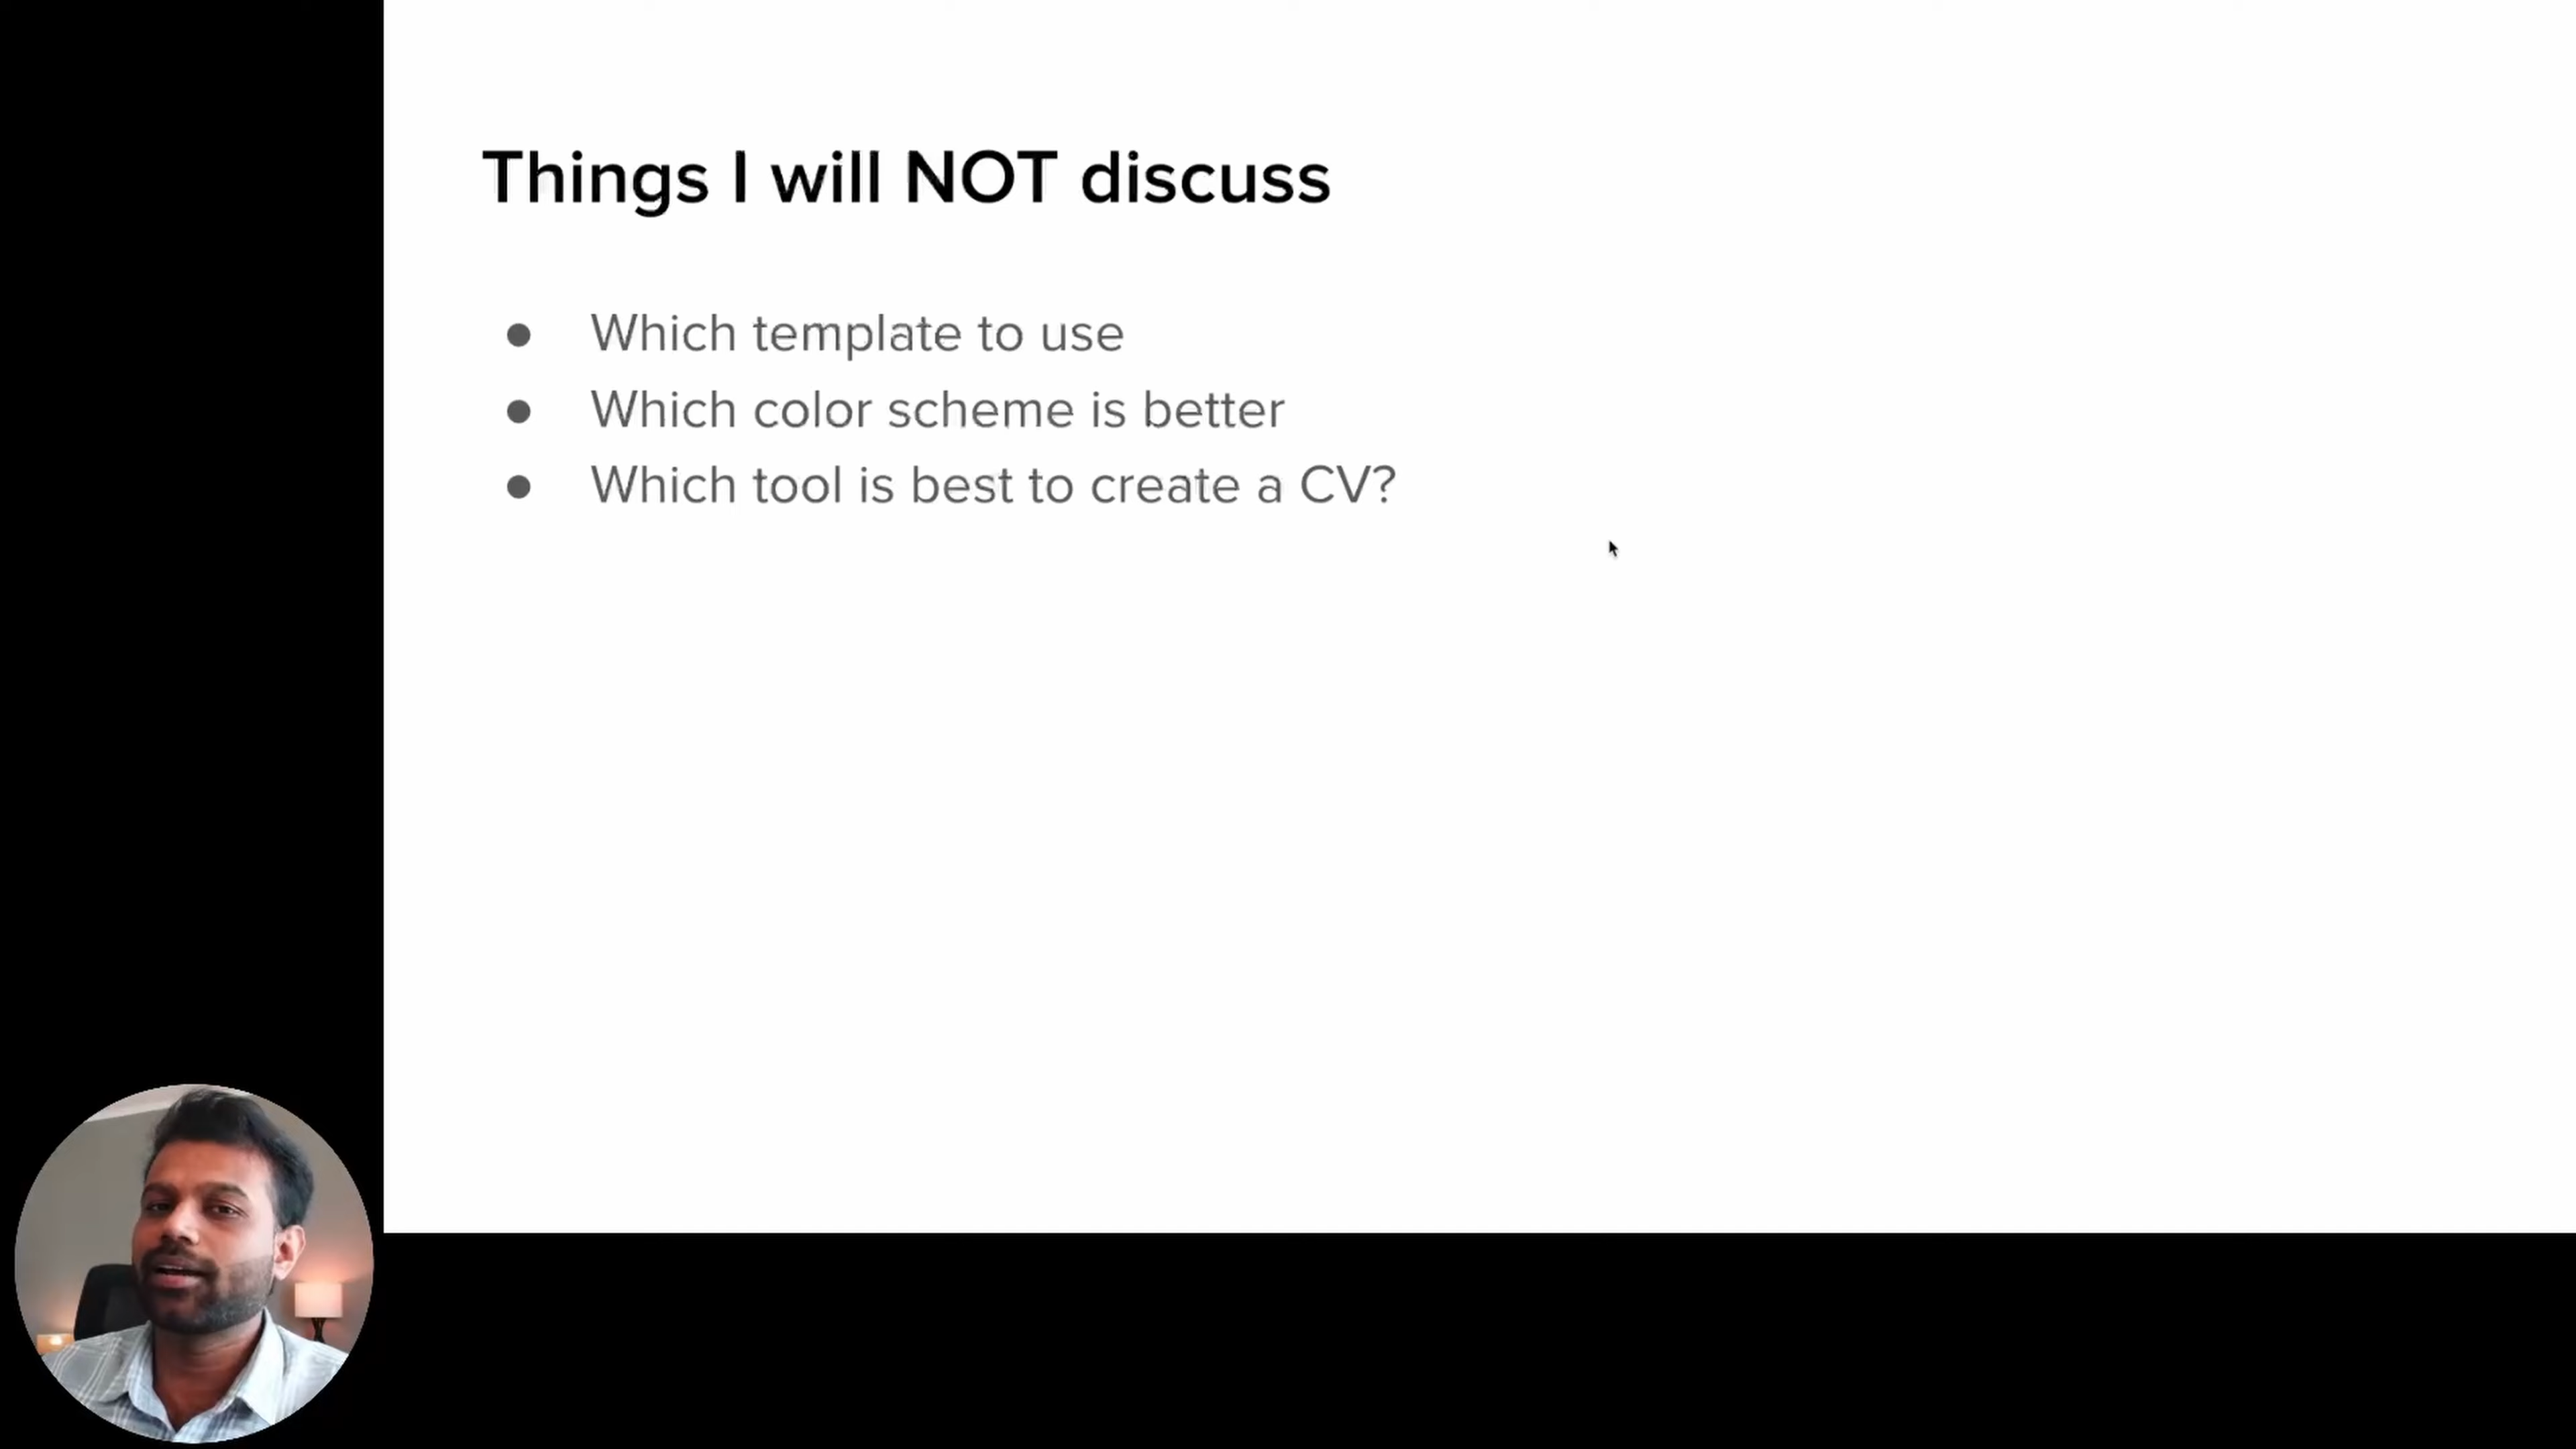 Things I will NOT discuss
Which template to use
Which color scheme is better
Which tool is best to create a CV?